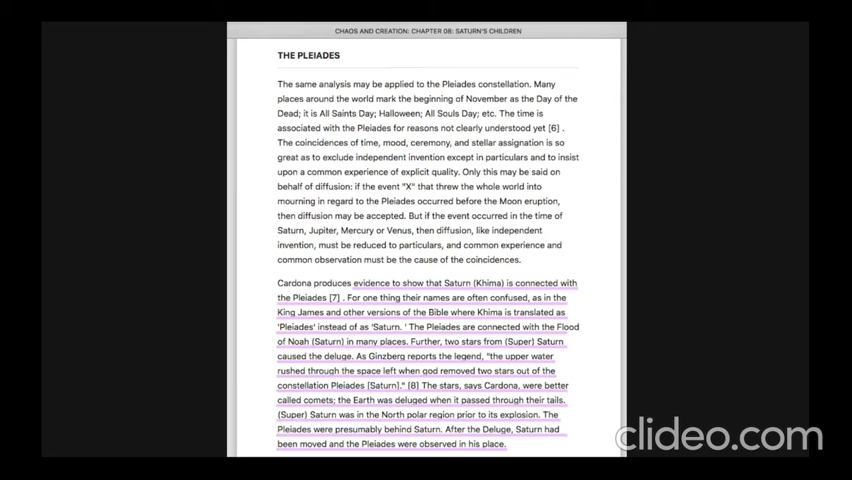 CHAOS AND CREATION: CHAPTER 08: SATURN'S CHILDREN
THE PLEIADES
The same analysis may be applied to the Pleiades constellation. Many
places around the world mark the beginning of November as the Day of the
Dead; it is All Saints Day; Halloween; All Souls Day; etc. The time is
associated with the Pleiades for reasons not clearly understood yet [6] .
The coincidences of time, mood, ceremony, and stellar assignation is so
great as to exclude independent invention except in particulars and to insist
upon a common experience of explicit quality. Only this may be said on
behalf of diffusion: if the event "X" that threw the whole world into
mourning in regard to the Pleiades occurred before the Moon eruption,
then diffusion may be accepted. But if the event occurred in the time of
Saturn, Jupiter, Mercury or Venus, then diffusion, like independent
invention, must be reduced to particulars, and common experience and
common observation must be the cause of the coincidences.
Cardona produces evidence to show that Saturn (Khima) is connected with
the Pleiades [7] . For one thing their names are often confused, as in the
King James and other versions of the Bible where Khima is translated as
'Pleiades' instead of as 'Saturn. ' The Pleiades are connected with the Flood
of Noah (Saturn) in many places. Further, two stars from (Super) Saturn
caused the deluge. As Ginzberg reports the legend, "the upper water
rushed through the space left when god removed two stars out of the
constellation Pleiades [Saturn]." [8] The stars, says Cardona, were better
called comets; the Earth was deluged when it passed through their tails.
(Super) Saturn was in the North polar region prior to its explosion. The
Pleiades were presumably behind Saturn. After the Deluge, Saturn had
been moved and the Pleiades were observed in his place.
clideo.com